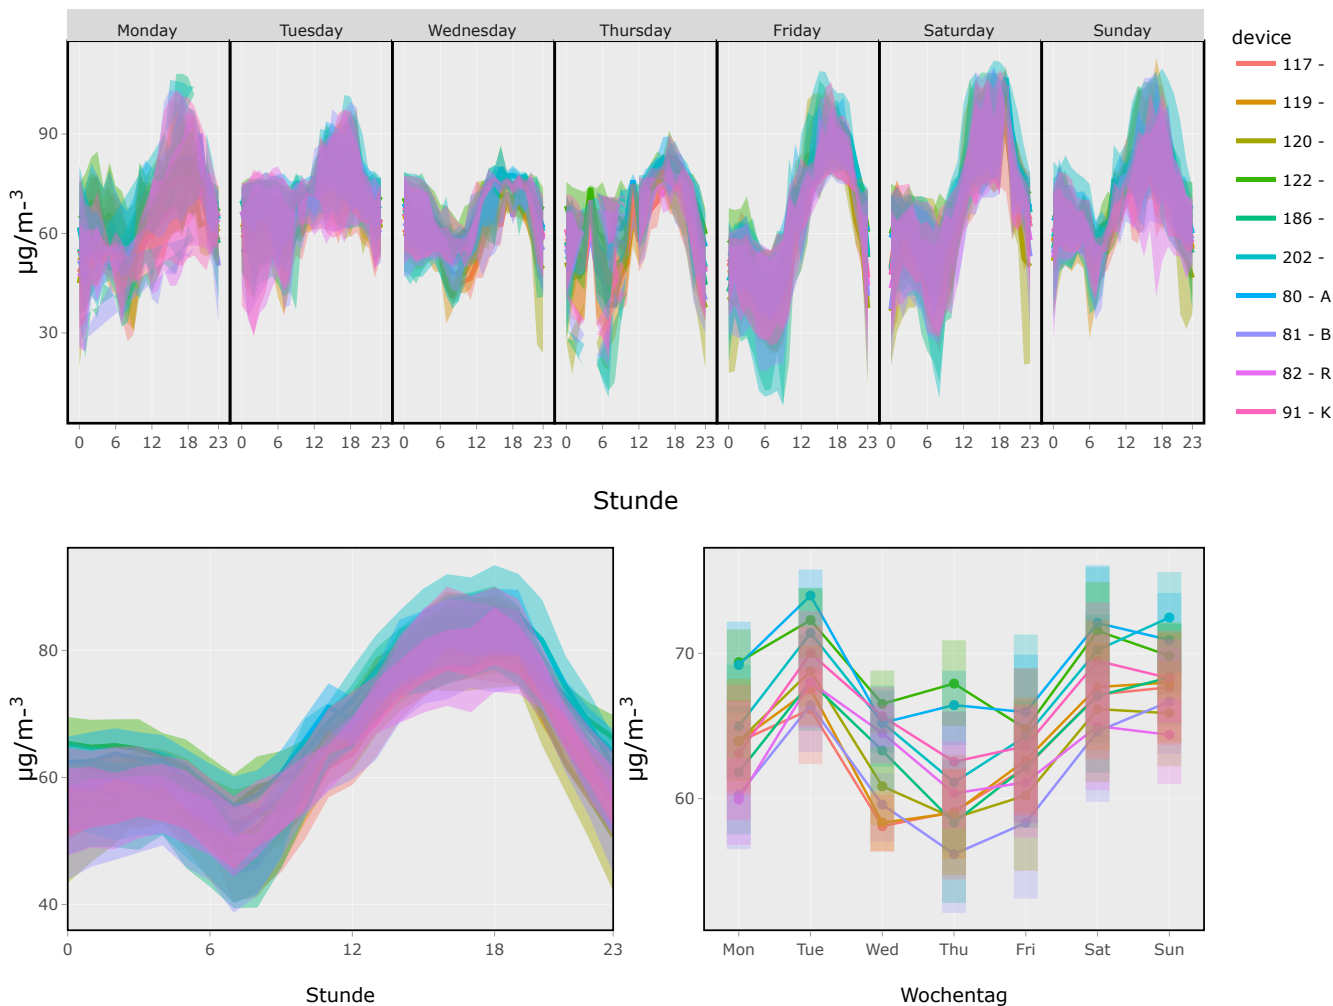 Monday Tuesday Wednesday Thursday Friday Saturday Sunday
device
117 -
119 -
120 -
122 -
186 -
202 -
80 - A
81 - B
82 - R
91 - K
90
60
30
µg/m-³
0 6 12 18 23 0 6 12 18 23 0 6 12 18 23 0 6 12 18 23 0 6 12 18 23 0 6 12 18 23 0 6 12 18 23
Stunde
80
60
40
µg/m-³
0 6 12 18 23
Stunde
70
60
µg/m-³
Mon Tue Wed Thu Fri Sat Sun
Wochentag